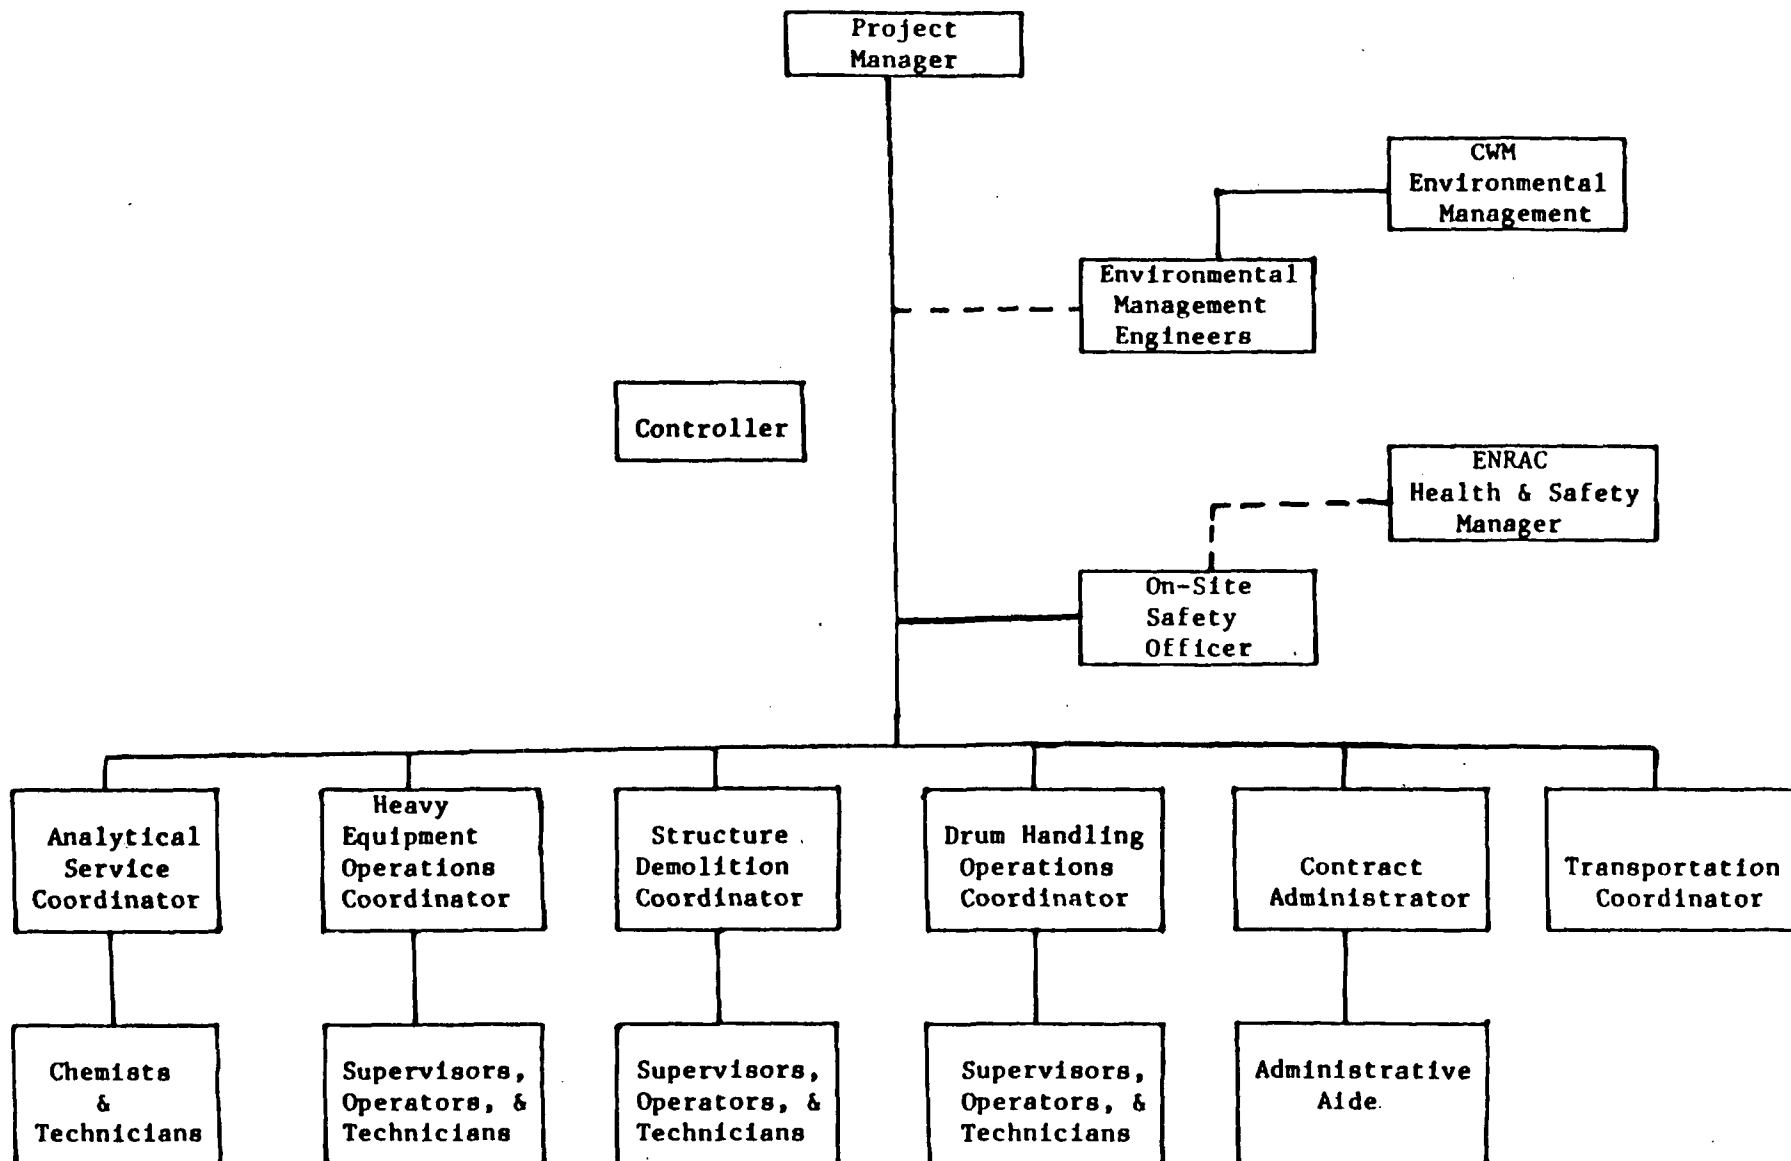 Project
Manager
CWM
Environmental
Management
Environmental
Management
Engineers
Controller
ENRAC
Health & Safety
Manager
On-Site
Safety
Officer
Analytical
Service
Coordinator
Heavy
Equipment
Operations
Coordinator
Structure
Demolition
Coordinator
Drum Handling
Operations
Coordinator
Contract
Administrator
Transportation
Coordinator
Chemists
&
Technicians
Supervisors,
Operators, &
Technicians
Supervisors,
Operators, &
Technicians
Supervisors,
Operators, &
Technicians
Administrative
Aide